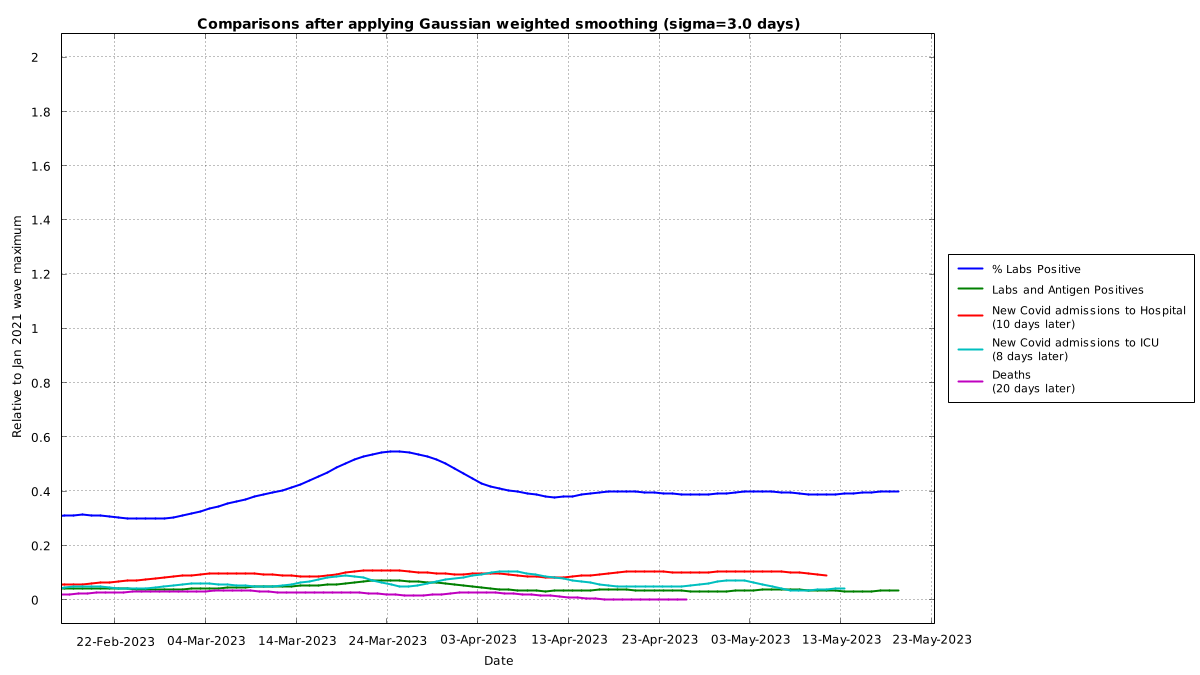 Comparisons after applying Gaussian weighted smoothing (sigma=3.0 days)
Relative to Jan 2021 wave maximum
2
1.8
1.6
1.4
1.2
1
0.8
0.6
0.4
0.2
0
22-Feb-2023 04-Mar-2023 14-Mar-2023 24-Mar-2023 03-Apr-2023 13-Apr-2023 23-Apr-2023 03-May-2023 13-May-2023 23-May-2023
Date
% Labs Positive
Labs and Antigen Positives
New Covid admissions to Hospital
(10 days later)
New Covid admissions to ICU
(8 days later)
Deaths
(20 days later)